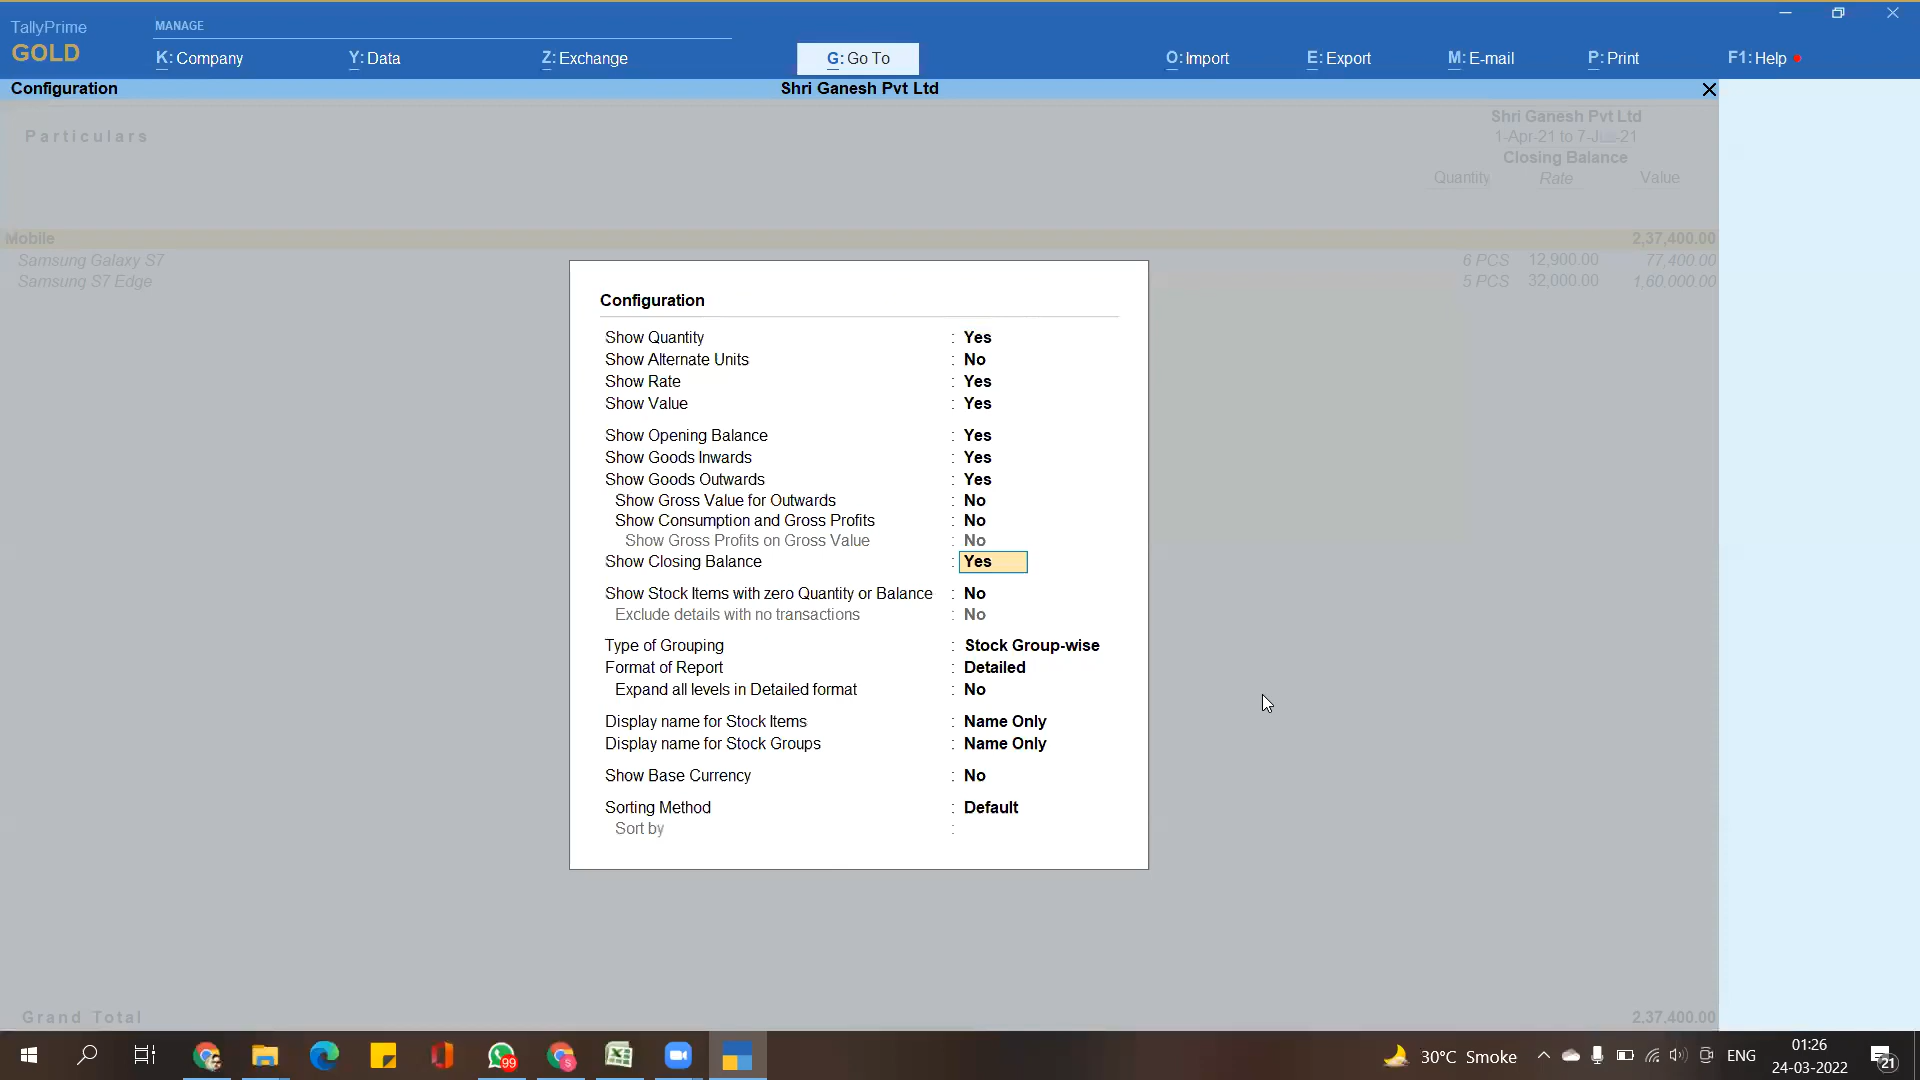 TallyPrime
GOLD
MANAGE
K: Company
Y: Data
Z: Exchange
G: Go To
O: Import
E: Export
M: E-mail
P: Print
F1: Help
Configuration
Shri Ganesh Pvt Ltd
Particulars
Shri Ganesh Pvt Ltd
1-Apr-21 to
Closing Balance
Quantity Rate Value
Mobile 2,37,400.00
Samsung Galaxy S7 6 PCS 12,900.00 77,400.00
Samsung S7 Edge 5 PCS 32,000.00 1,60,000.00
Configuration
Show Quantity : Yes
Show Alternate Units : No
Show Rate : Yes
Show Value : Yes
Show Opening Balance : Yes
Show Goods Inwards : Yes
Show Goods Outwards : Yes
Show Gross Value for Outwards : No
Show Consumption and Gross Profits : No
Show Gross Profits on Gross Value : No
Show Closing Balance : Yes
Show Stock Items with zero Quantity or Balance : No
Exclude details with no transactions : No
Type of Grouping : Stock Group-wise
Format of Report : Detailed
Expand all levels in Detailed format : No
Display name for Stock Items : Name Only
Display name for Stock Groups : Name Only
Show Base Currency : No
Sorting Method : Default
Sort by :
Grand Total 2,37,400.00
99
S
30°C Smoke
ENG
01:26
24-03-2022
21